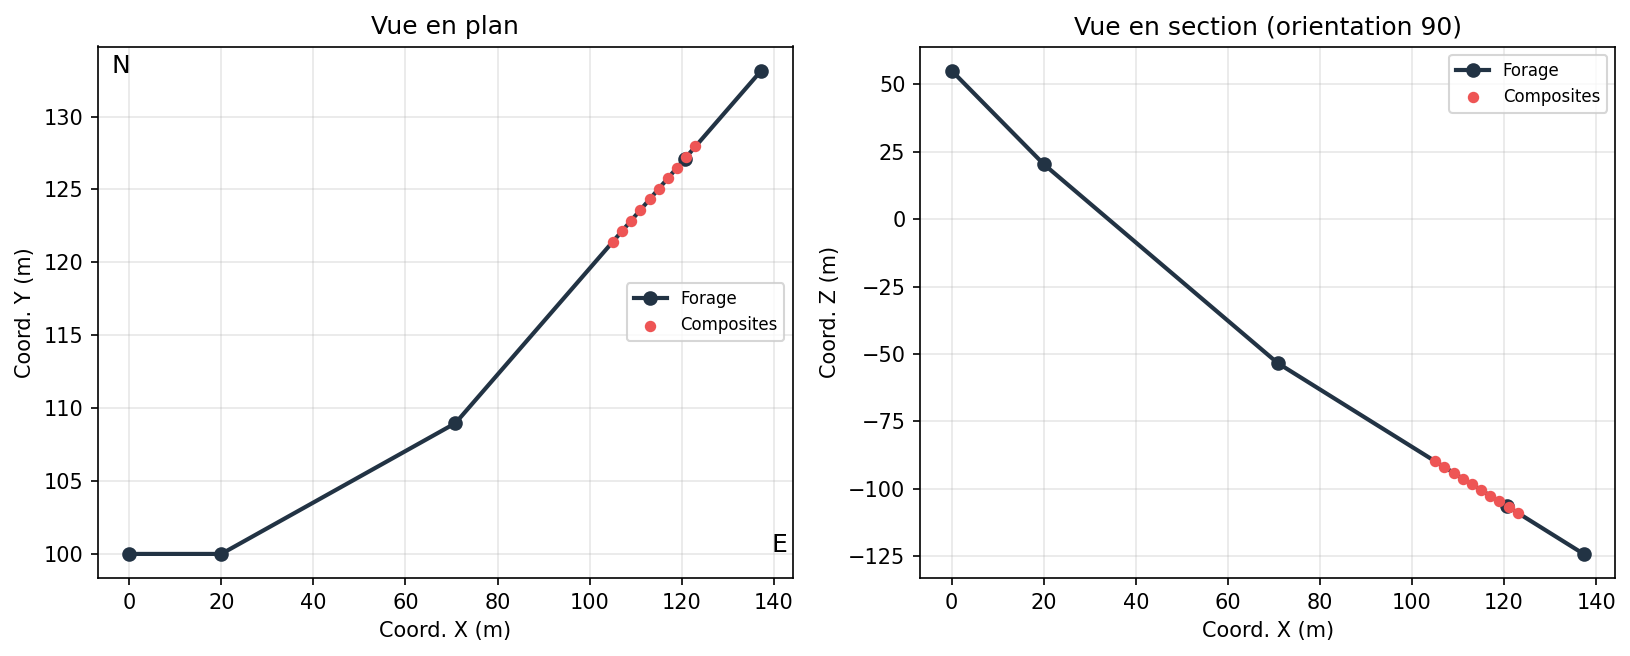 Vue en plan
N
130
125
120
115
110
105
100
Coord. Y (m)
Forage
Composites
E
0 20 40 60 80 100 120 140
Coord. X (m)
Vue en section (orientation 90)
Forage
Composites
50
25
0
−25
−50
−75
−100
−125
Coord. Z (m)
0 20 40 60 80 100 120 140
Coord. X (m)